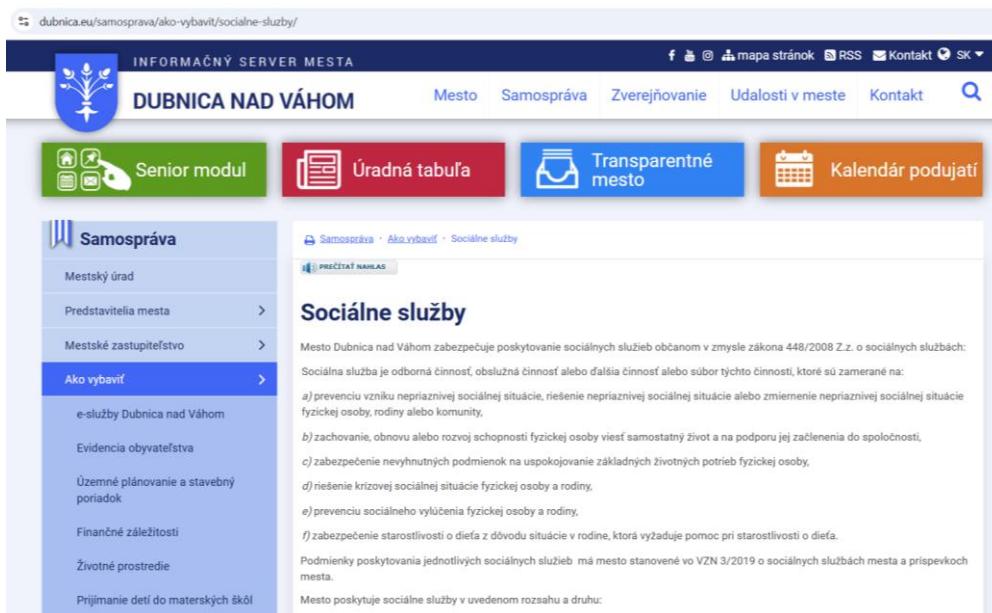 dubnica.eu/samosprava/ako-vybavit/socialne-sluzby/
INFORMAČNÝ SERVER MESTA
mapa stránok RSS Kontakt SK
DUBNICA NAD VÁHOM
Mesto Samospráva Zverejňovanie Udalosti v meste Kontakt
Senior modul
Úradná tabuľa
Transparentné
mesto
Kalendár podujatí
Samospráva
Mestský úrad
Predstavitelia mesta
Mestské zastupiteľstvo
Ako vybaviť
e-služby Dubnica nad Váhom
Evidencia obyvateľstva
Územné plánovanie a stavebný
poriadok
Finančné záležitosti
Životné prostredie
Prijímanie detí do materských škôl
Samospráva · Ako vybaviť · Sociálne služby
PREČÍTAŤ NAHLAS
Sociálne služby
Mesto Dubnica nad Váhom zabezpečuje poskytovanie sociálnych služieb občanom v zmysle zákona 448/2008 Z.z. o sociálnych službách:
Sociálna služba je odborná činnosť, obslužná činnosť alebo ďalšia činnosť alebo súbor týchto činností, ktoré sú zamerané na:
a) prevenciu vzniku nepriaznivej sociálnej situácie, riešenie nepriaznivej sociálnej situácie alebo zmiernenie nepriaznivej sociálnej situácie
fyzickej osoby, rodiny alebo komunity,
b) zachovanie, obnovu alebo rozvoj schopnosti fyzickej osoby viesť samostatný život a na podporu jej začlenenia do spoločnosti,
c) zabezpečenie nevyhnutných podmienok na uspokojovanie základných životných potrieb fyzickej osoby,
d) riešenie krízovej sociálnej situácie fyzickej osoby a rodiny,
e) prevenciu sociálneho vylúčenia fyzickej osoby a rodiny,
f) zabezpečenie starostlivosti o dieťa z dôvodu situácie v rodine, ktorá vyžaduje pomoc pri starostlivosti o dieťa.
Podmienky poskytovania jednotlivých sociálnych služieb má mesto stanovené vo VZN 3/2019 o sociálnych službách mesta a príspevkoch
mesta.
Mesto poskytuje sociálne služby v uvedenom rozsahu a druhu: